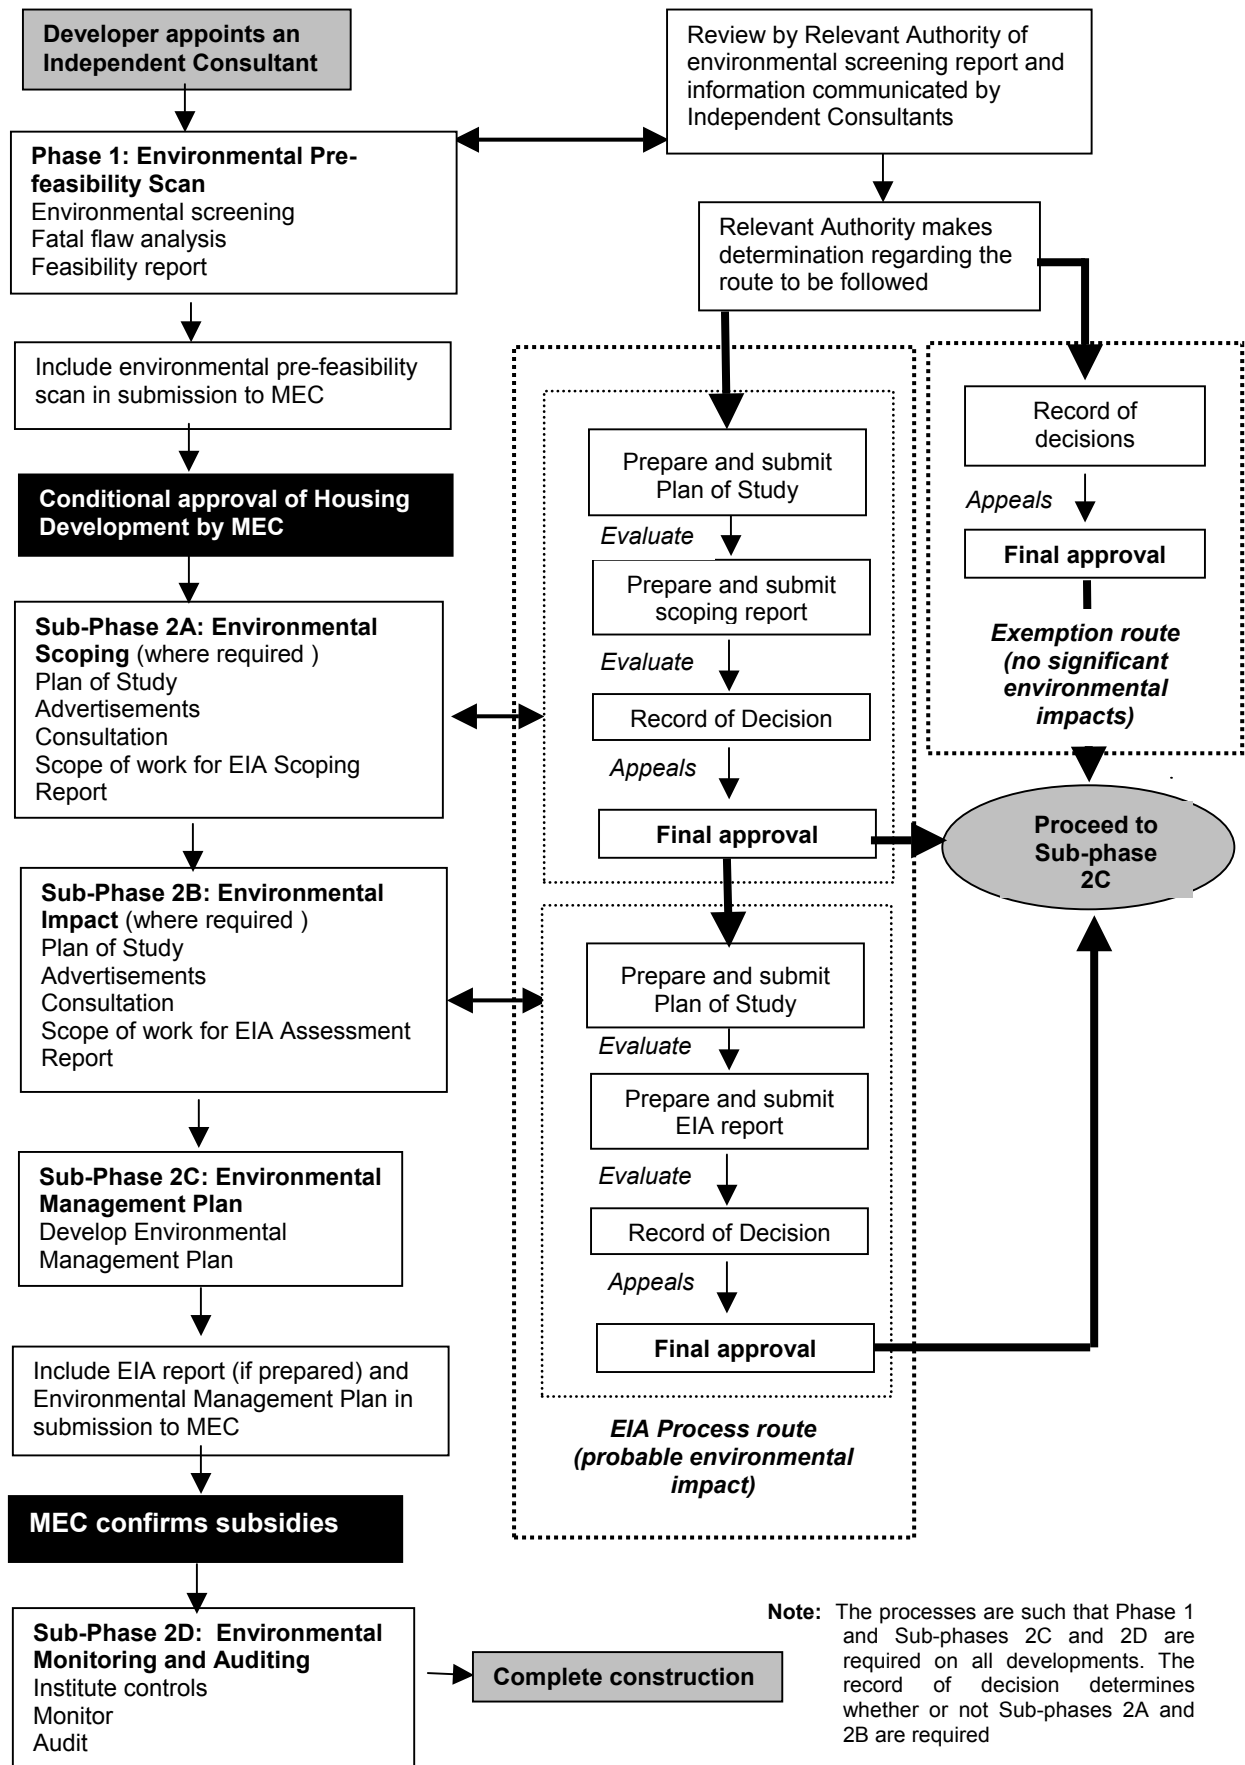 Developer appoints an
Independent Consultant
Phase 1: Environmental Pre-
feasibility Scan
Environmental screening
Fatal flaw analysis
Feasibility report
Include environmental pre-feasibility
scan in submission to MEC
Conditional approval of Housing
Development by MEC
Sub-Phase 2A: Environmental
Scoping (where required )
Plan of Study
Advertisements
Consultation
Scope of work for EIA Scoping
Report
Sub-Phase 2B: Environmental
Impact (where required )
Plan of Study
Advertisements
Consultation
Scope of work for EIA Assessment
Report
Sub-Phase 2C: Environmental
Management Plan
Develop Environmental
Management Plan
Include EIA report (if prepared) and
Environmental Management Plan in
submission to MEC
MEC confirms subsidies
Sub-Phase 2D: Environmental
Monitoring and Auditing
Institute controls
Monitor
Audit
Complete construction
Review by Relevant Authority of
environmental screening report and
information communicated by
Independent Consultants
Relevant Authority makes
determination regarding the
route to be followed
Prepare and submit
Plan of Study
Evaluate
Prepare and submit
scoping report
Evaluate
Record of Decision
Appeals
Final approval
Prepare and submit
Plan of Study
Evaluate
Prepare and submit
EIA report
Evaluate
Record of Decision
Appeals
Final approval
EIA Process route
(probable environmental
impact)
Record of
decisions
Appeals
Final approval
Exemption route
(no significant
environmental
impacts)
Proceed to
Sub-phase
2C
Note: The processes are such that Phase 1
and Sub-phases 2C and 2D are
required on all developments. The
record of decision determines
whether or not Sub-phases 2A and
2B are required